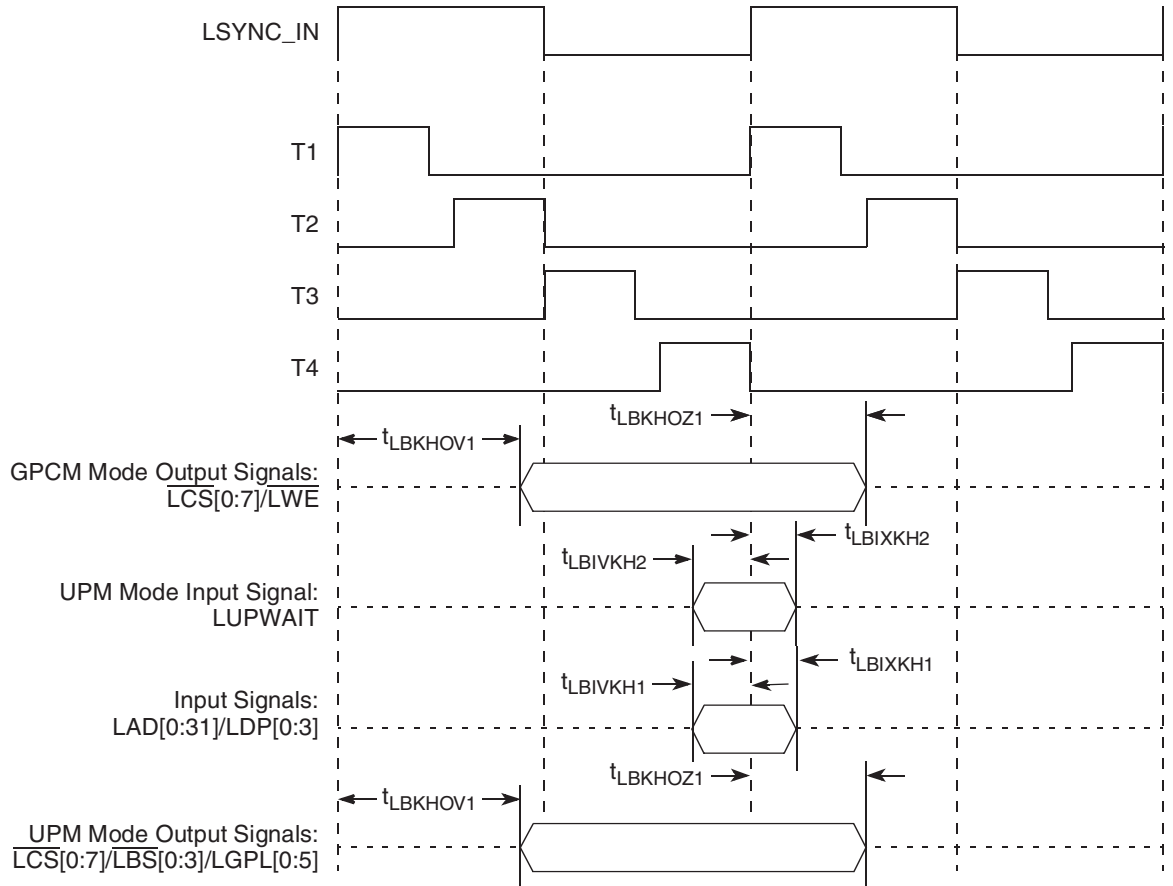 LSYNC_IN
T1
T2
T3
T4
tLBKHOZ1
tLBKHOV1
GPCM Mode Output Signals:
LCS[0:7]/LWE
tLBIXKH2
tLBIVKH2
UPM Mode Input Signal:
LUPWAIT
tLBIXKH1
tLBIVKH1
Input Signals:
LAD[0:31]/LDP[0:3]
tLBKHOZ1
tLBKHOV1
UPM Mode Output Signals:
LCS[0:7]/LBS[0:3]/LGPL[0:5]